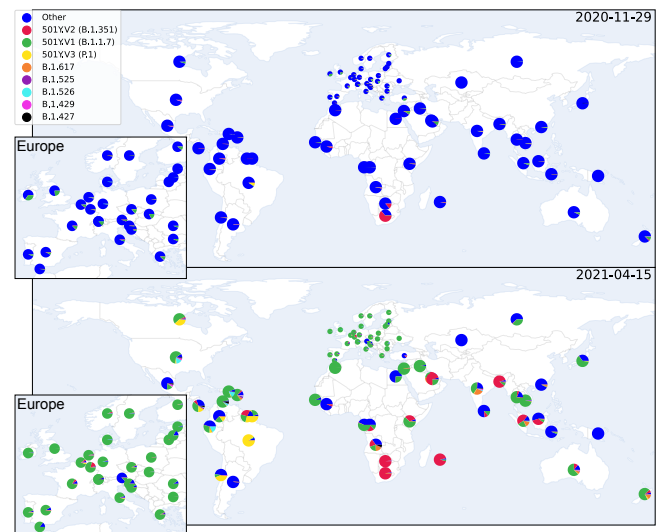 Other
501Y.V2 (B.1.351)
501Y.V1 (B.1.1.7)
501Y.V3 (P.1)
B.1.617
B.1.525
B.1.526
B.1.429
B.1.427
2020-11-29
Europe
2021-04-15
Europe